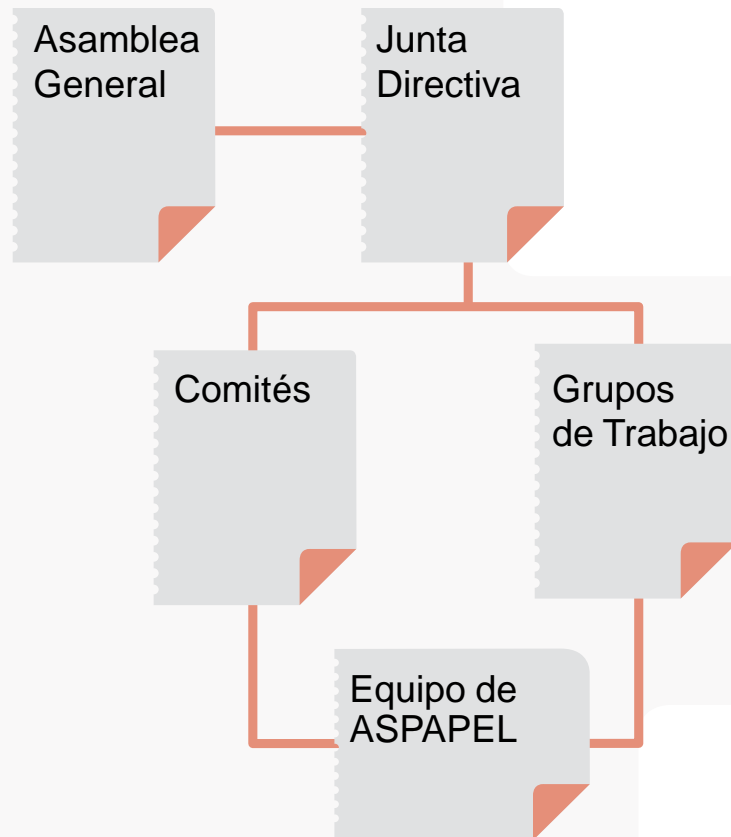 Asamblea
General
Junta
Directiva
Comités
Grupos
de Trabajo
Equipo de
ASPAPEL